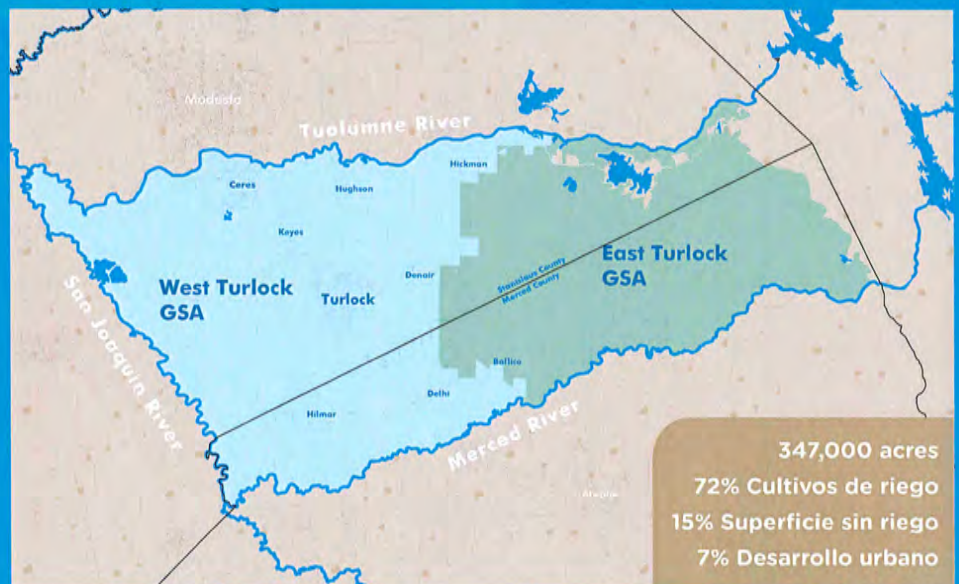 Modesto
Tuolumne River
Hickman
Ceres
Hughson
Keyes
Denair
West Turlock
GSA
Turlock
Stanislaus County
Merced County
East Turlock
GSA
San Joaquin River
Ballico
Delhi
Hilmar
Merced River
347,000 acres
72% Cultivos de riego
15% Superficie sin riego
7% Desarrollo urbano